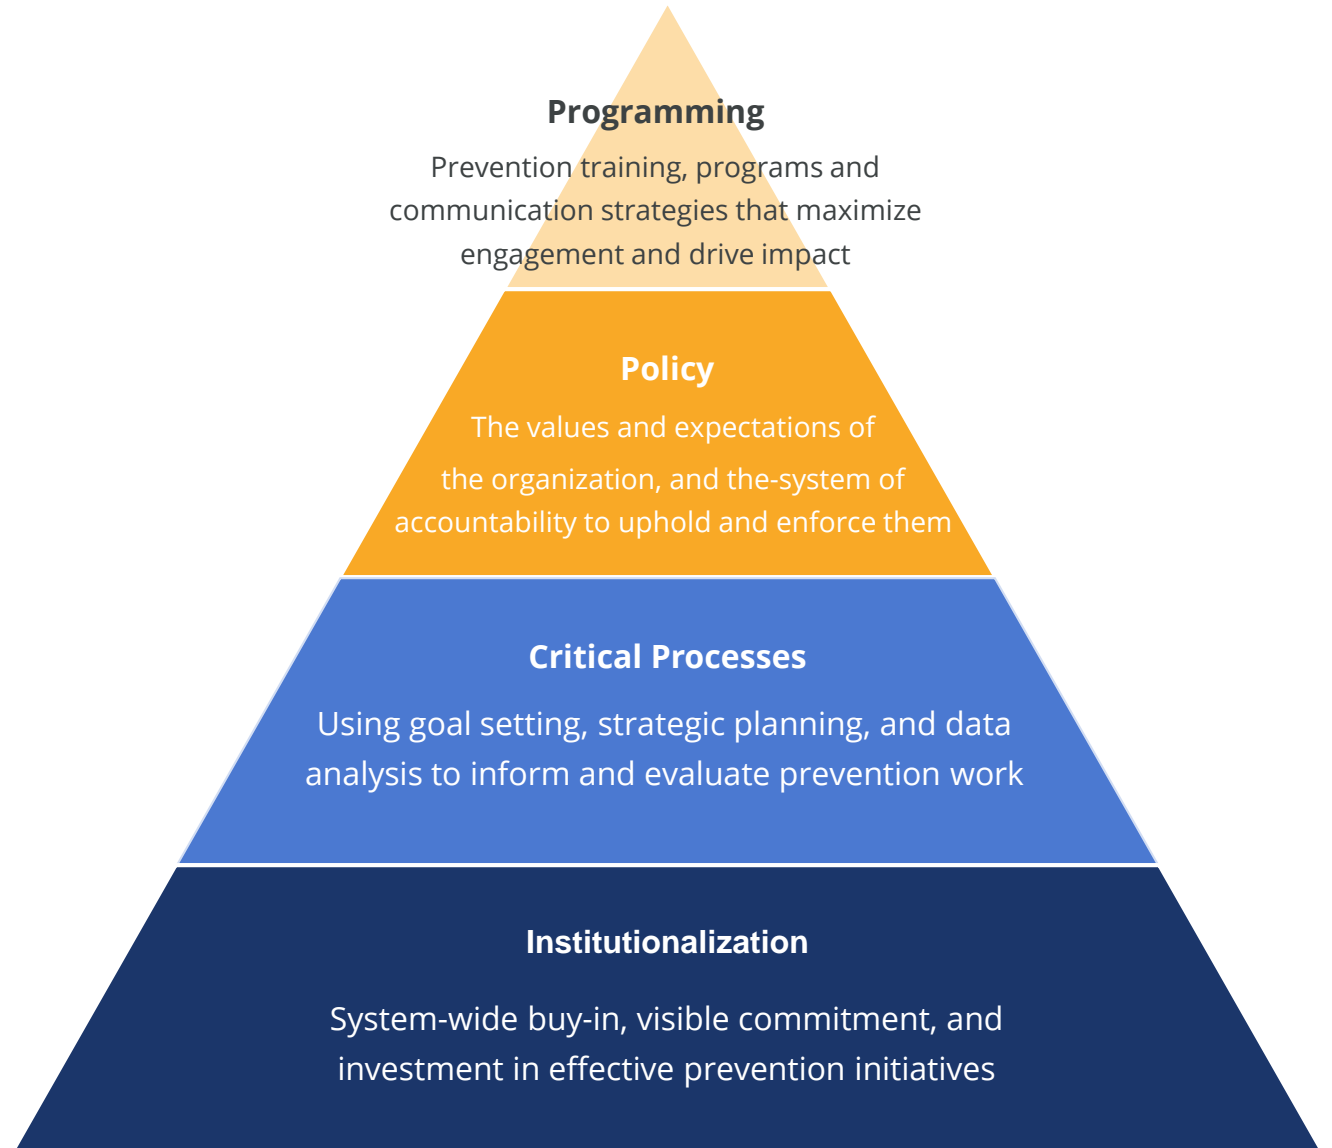 Programming
Prevention training, programs and
communication strategies that maximize
engagement and drive impact
Policy
The values and expectations of
the organization, and the-system of
accountability to uphold and enforce them
Critical Processes
Using goal setting, strategic planning, and data
analysis to inform and evaluate prevention work
Institutionalization
System-wide buy-in, visible commitment, and
investment in effective prevention initiatives